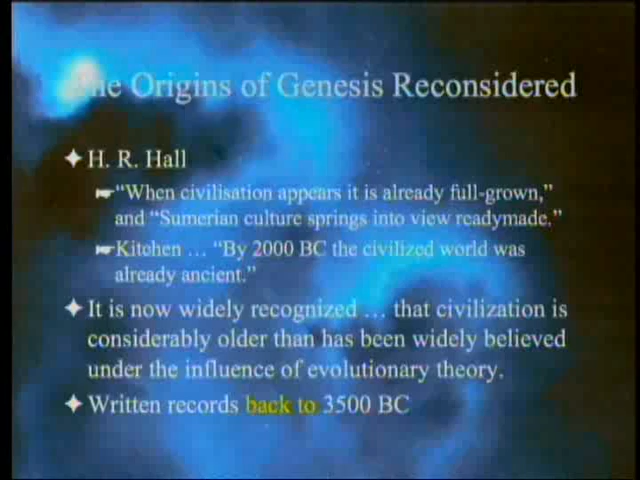 The Origins of Genesis Reconsidered
H. R. Hall
"When civilisation appears it is already full-grown,"
and "Sumerian culture springs into view readymade."
Kitchen … "By 2000 BC the civilized world was
already ancient."
It is now widely recognized … that civilization is
considerably older than has been widely believed
under the influence of evolutionary theory.
Written records back to 3500 BC